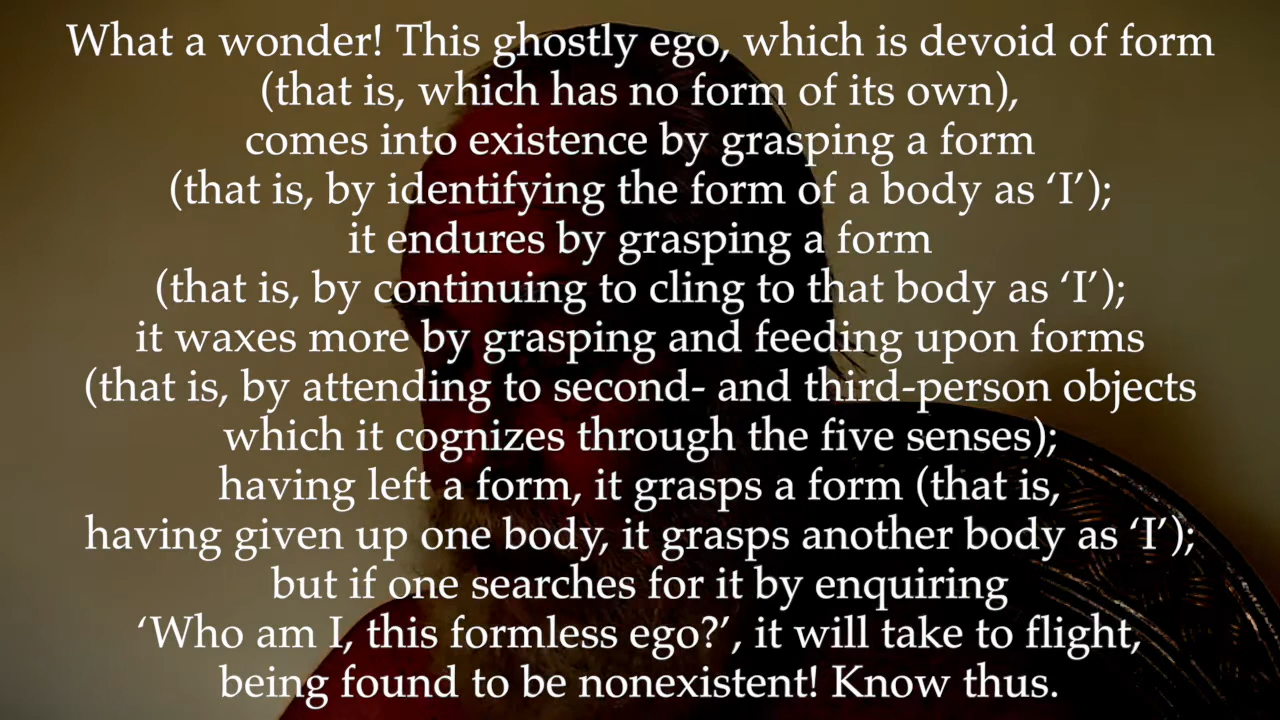 What a wonder! This ghostly ego, which is devoid of form
(that is, which has no form of its own),
comes into existence by grasping a form
(that is, by identifying the form of a body as ‘I’);
it endures by grasping a form
(that is, by continuing to cling to that body as ‘I’);
it waxes more by grasping and feeding upon forms
(that is, by attending to second- and third-person objects
which it cognizes through the five senses);
having left a form, it grasps a form (that is,
having given up one body, it grasps another body as ‘I’);
but if one searches for it by enquiring
‘Who am I, this formless ego?’, it will take to flight,
being found to be nonexistent! Know thus.